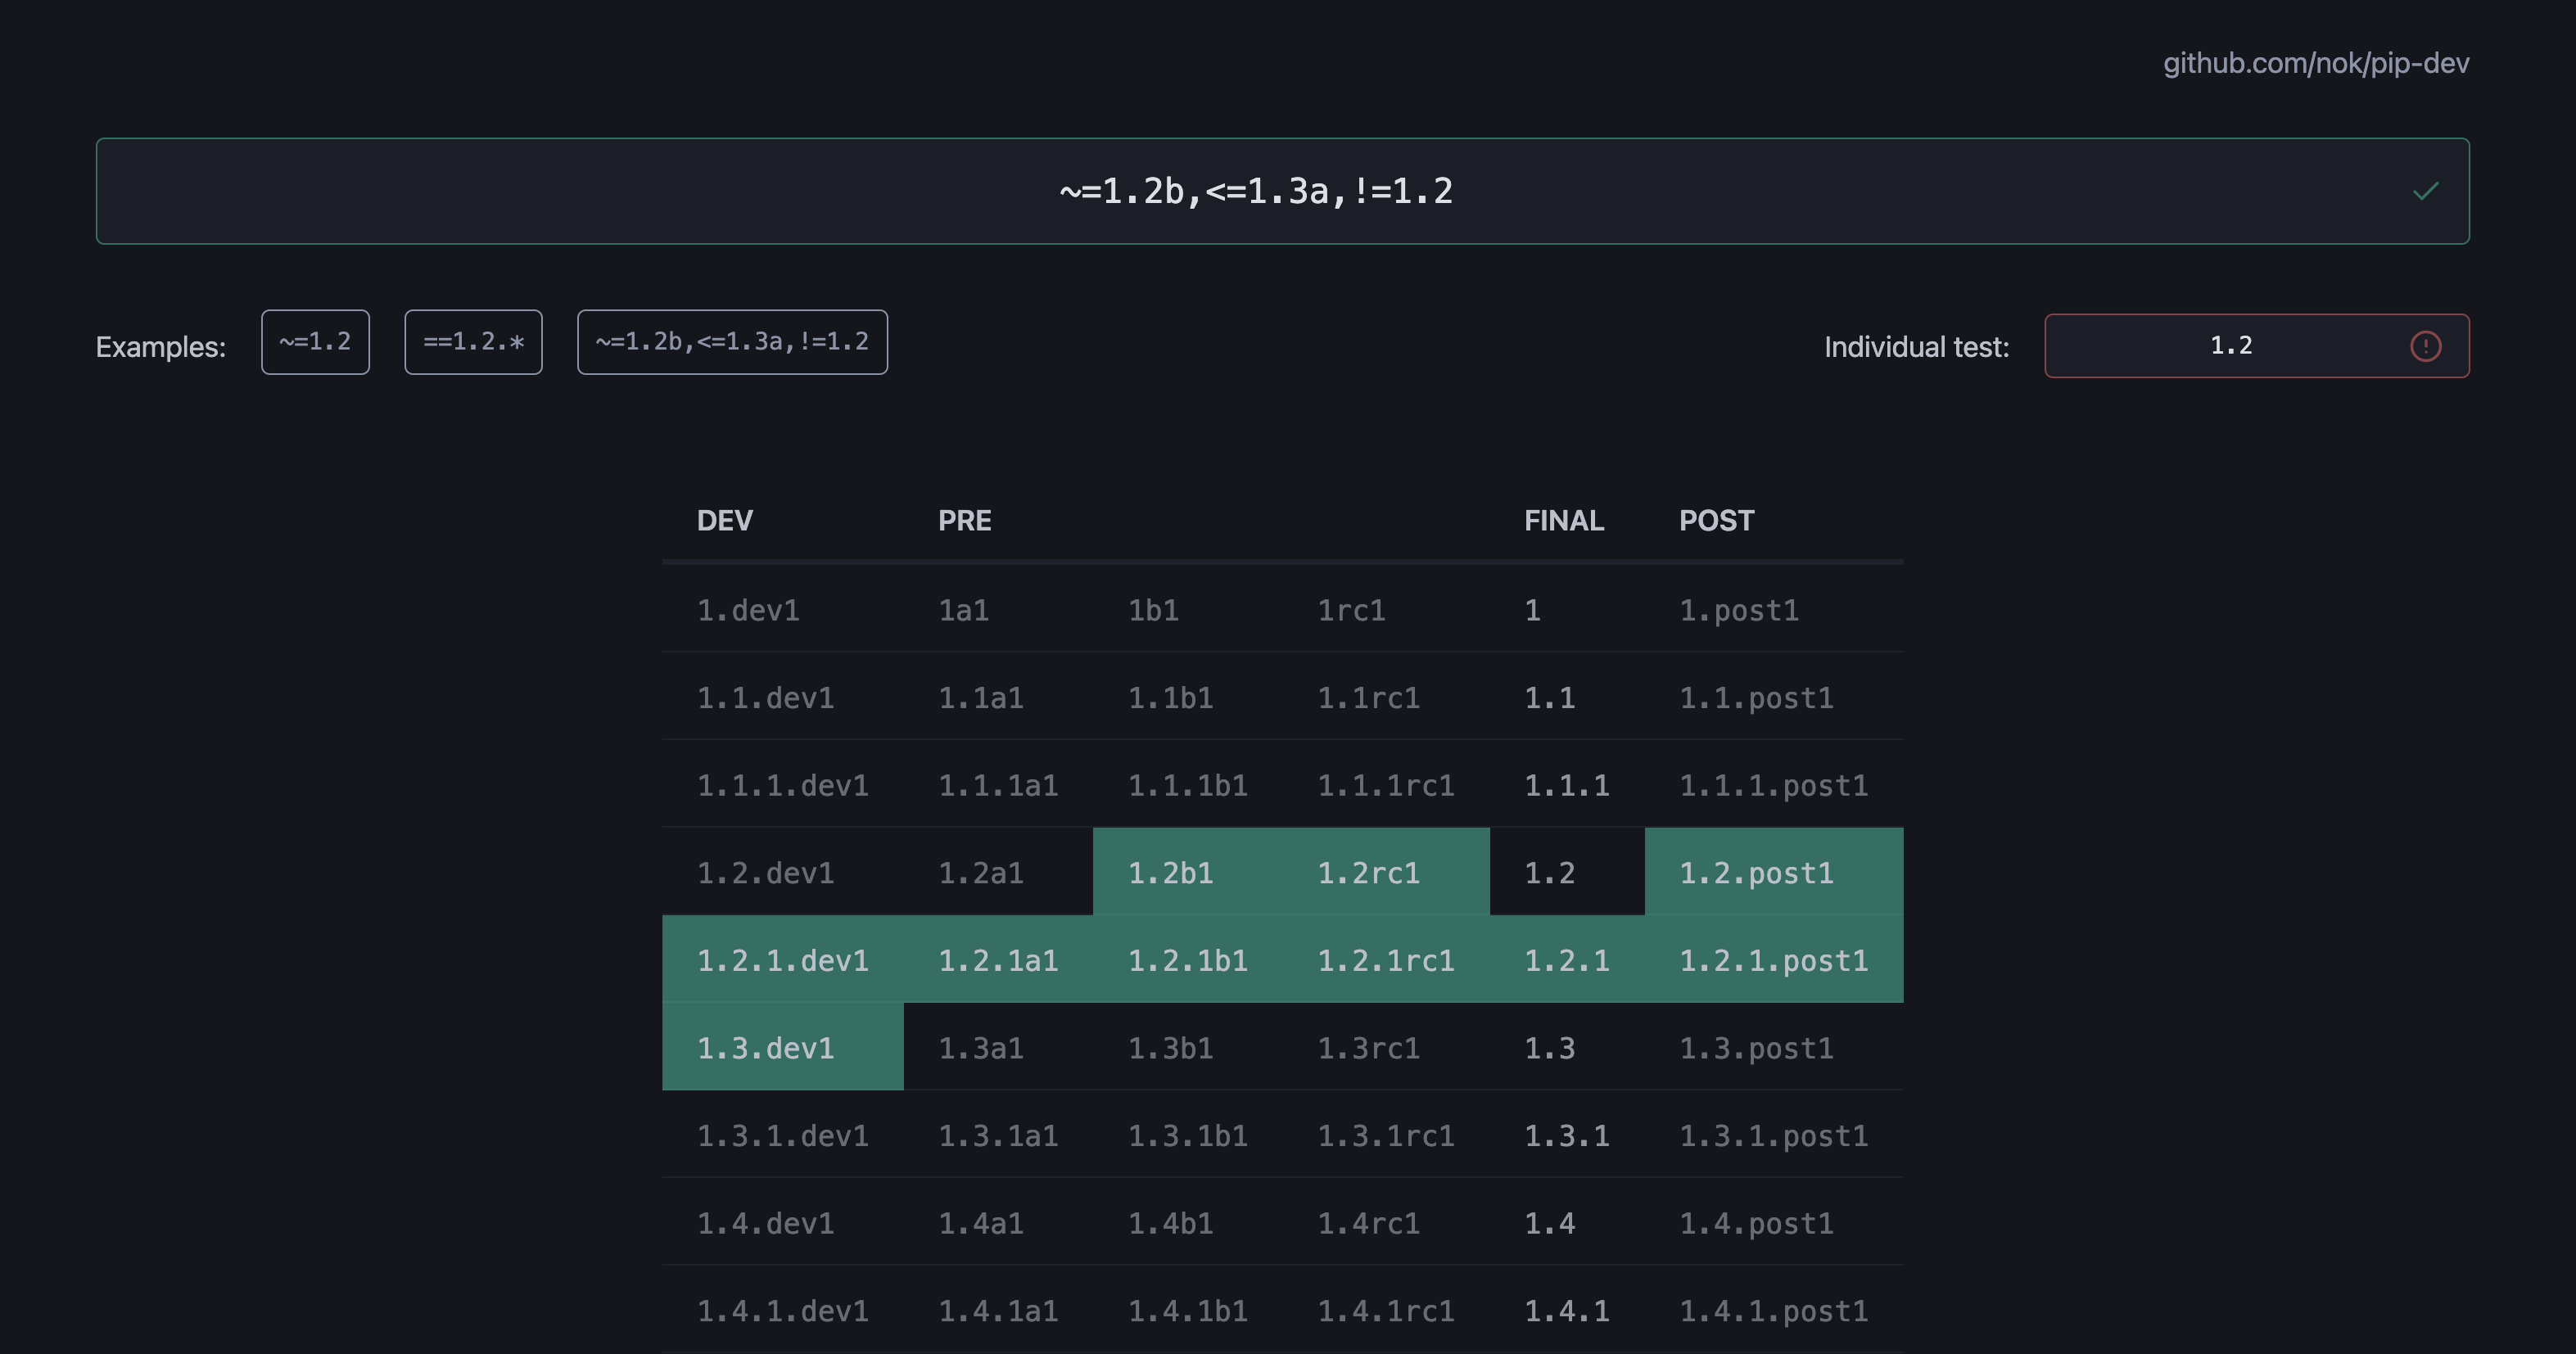 github.com/nok/pip-dev
~=1.2b,<=1.3a,!=1.2
Examples: ~=1.2 ==1.2.* ~=1.2b,<=1.3a,!=1.2 Individual test: 1.2
DEV PRE FINAL POST
1.dev1 1a1 1b1 1rc1 1 1.post1
1.1.dev1 1.1a1 1.1b1 1.1rc1 1.1 1.1.post1
1.1.1.dev1 1.1.1a1 1.1.1b1 1.1.1rc1 1.1.1 1.1.1.post1
1.2.dev1 1.2a1 1.2b1 1.2rc1 1.2 1.2.post1
1.2.1.dev1 1.2.1a1 1.2.1b1 1.2.1rc1 1.2.1 1.2.1.post1
1.3.dev1 1.3a1 1.3b1 1.3rc1 1.3 1.3.post1
1.3.1.dev1 1.3.1a1 1.3.1b1 1.3.1rc1 1.3.1 1.3.1.post1
1.4.dev1 1.4a1 1.4b1 1.4rc1 1.4 1.4.post1
1.4.1.dev1 1.4.1a1 1.4.1b1 1.4.1rc1 1.4.1 1.4.1.post1